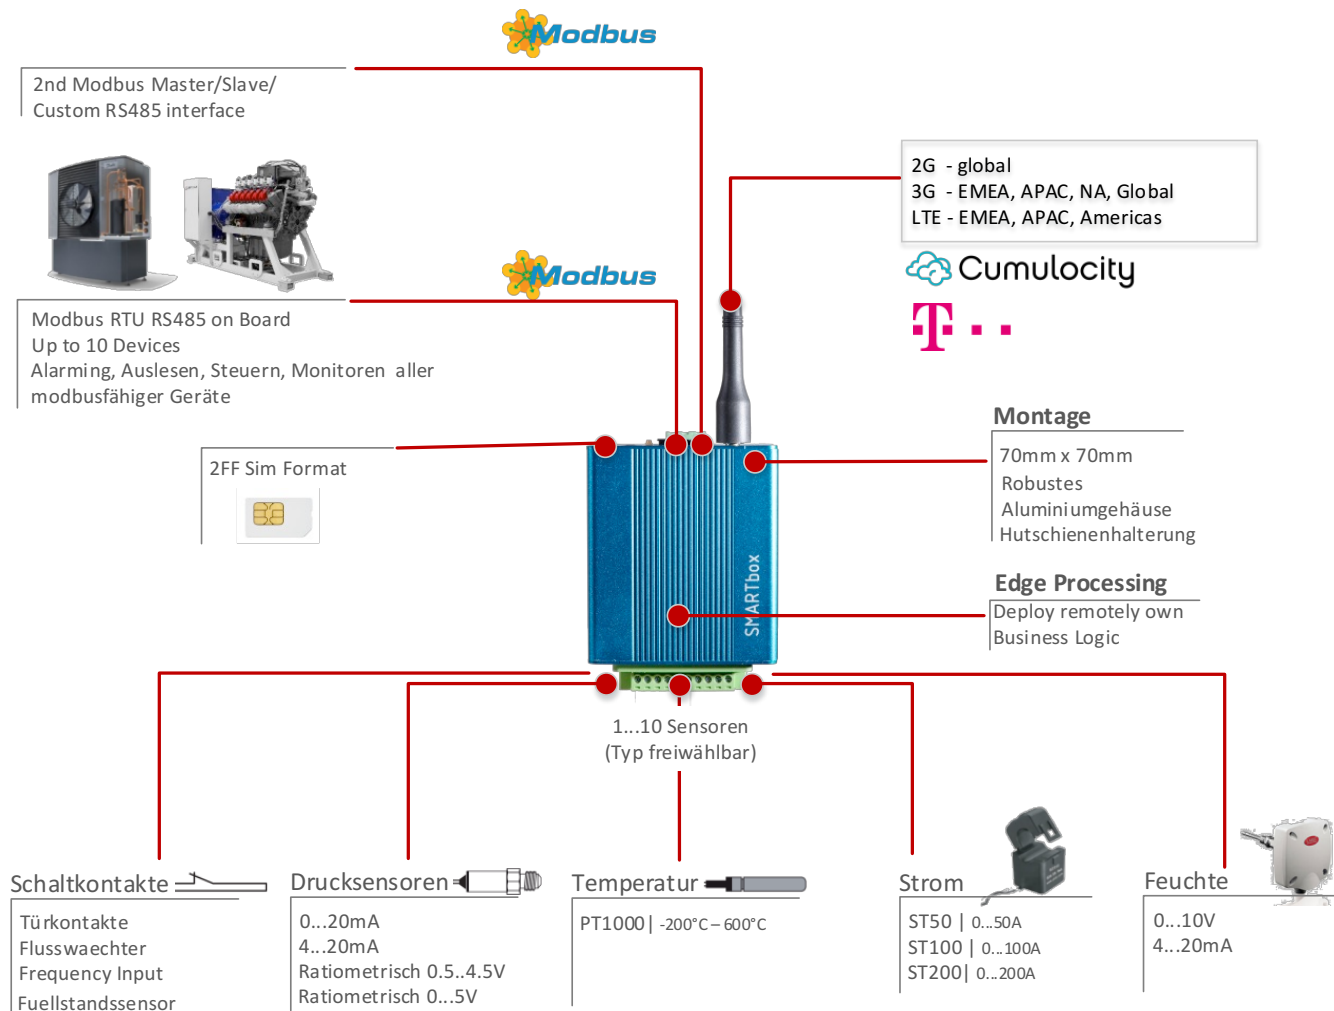 Modbus
2nd Modbus Master/Slave/
Custom RS485 interface
2G - global
3G - EMEA, APAC, NA, Global
LTE - EMEA, APAC, Americas
Cumulocity
T
Modbus
Modbus RTU RS485 on Board
Up to 10 Devices
Alarming, Auslesen, Steuern, Monitoren aller
modbusfähiger Geräte
2FF Sim Format
Montage
70mm x 70mm
Robustes
Aluminiumgehäuse
Hutschienenhalterung
SMARTbox
Edge Processing
Deploy remotely own
Business Logic
1...10 Sensoren
(Typ freiwählbar)
Schaltkontakte
Türkontakte
Flusswaechter
Frequency Input
Fuellstandssensor
Drucksensoren
0...20mA
4...20mA
Ratiometrisch 0.5..4.5V
Ratiometrisch 0...5V
Temperatur
PT1000| -200°C – 600°C
Strom
ST50 | 0...50A
ST100 | 0...100A
ST200| 0...200A
Feuchte
0...10V
4...20mA